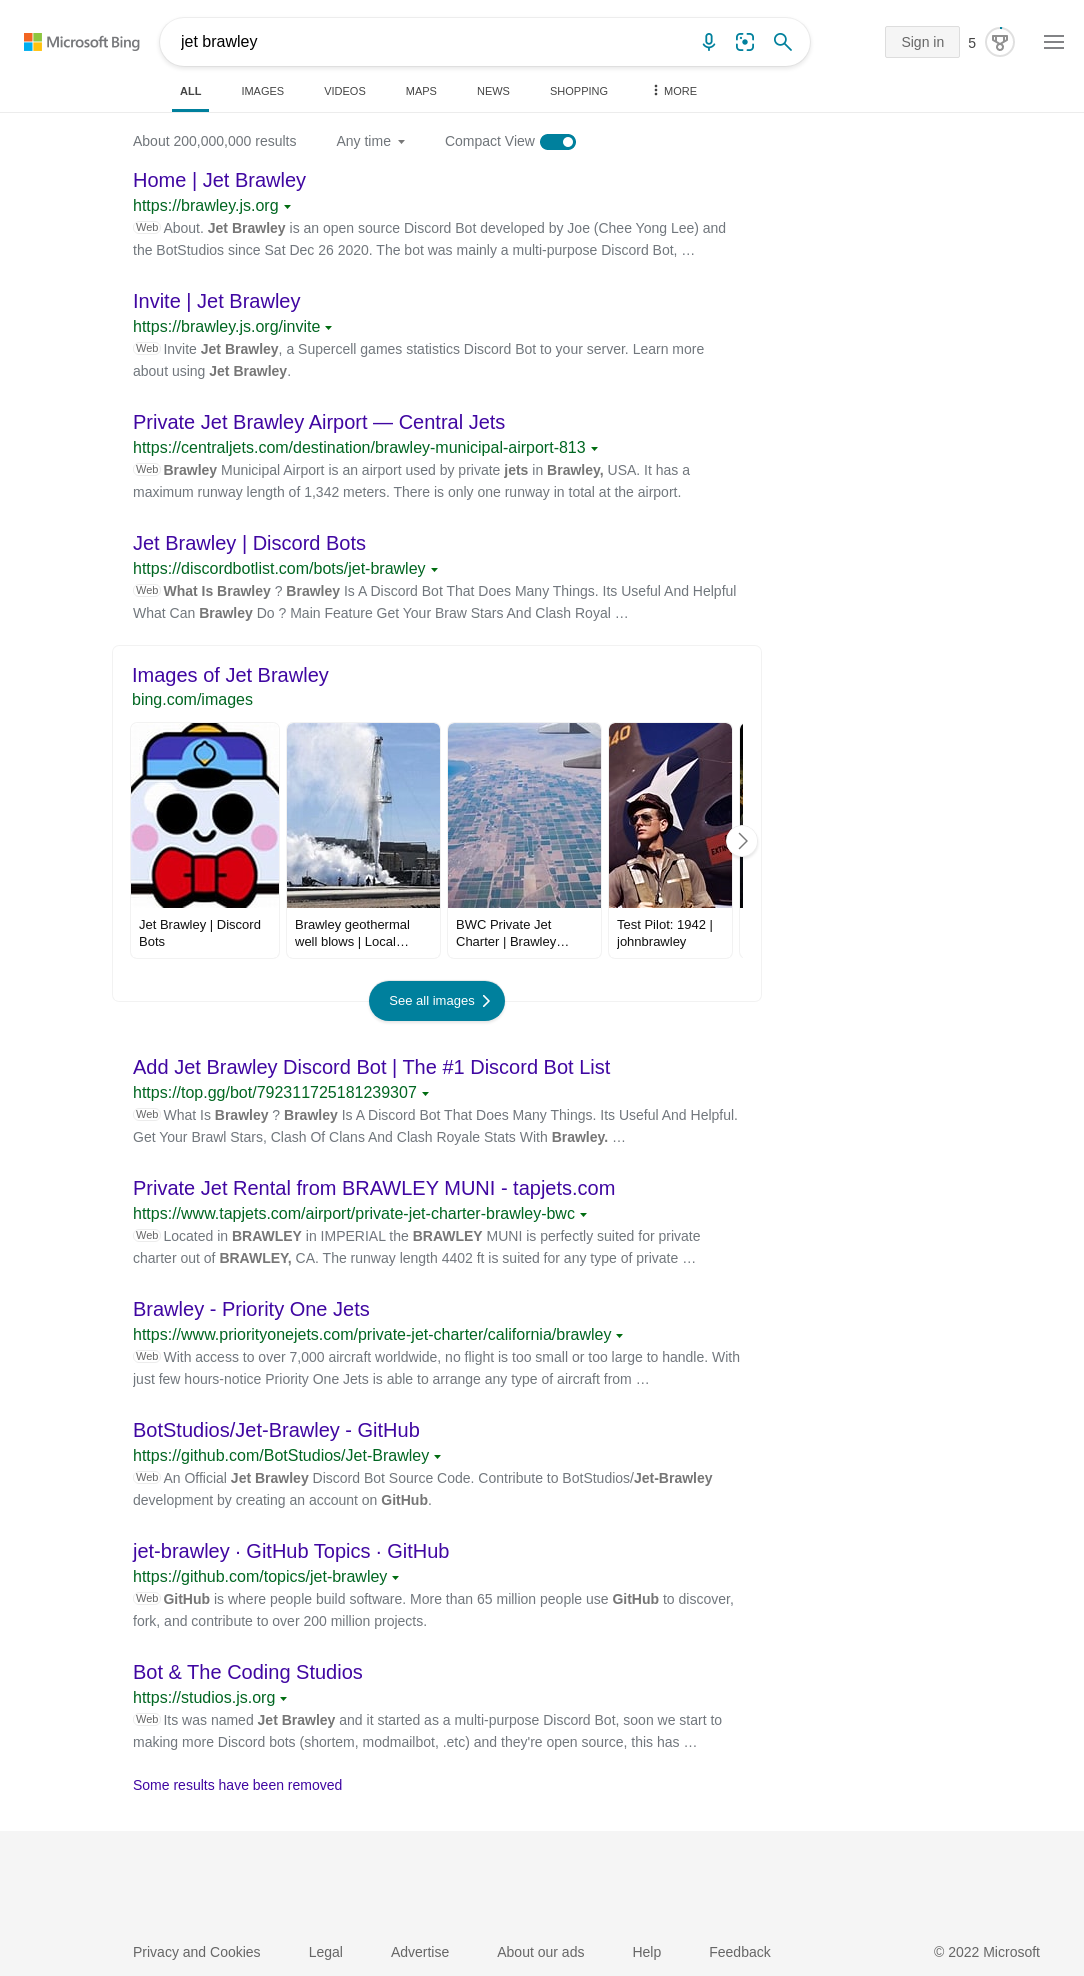 Microsoft Bing
jet brawley
Sign in
5
ALL
IMAGES
VIDEOS
MAPS
NEWS
SHOPPING
MORE
About 200,000,000 results
Any time
Compact View
Home | Jet Brawley
https://brawley.js.org
Web About. Jet Brawley is an open source Discord Bot developed by Joe (Chee Yong Lee) and
the BotStudios since Sat Dec 26 2020. The bot was mainly a multi-purpose Discord Bot, …
Invite | Jet Brawley
https://brawley.js.org/invite
Web Invite Jet Brawley, a Supercell games statistics Discord Bot to your server. Learn more
about using Jet Brawley.
Private Jet Brawley Airport — Central Jets
https://centraljets.com/destination/brawley-municipal-airport-813
Web Brawley Municipal Airport is an airport used by private jets in Brawley, USA. It has a
maximum runway length of 1,342 meters. There is only one runway in total at the airport.
Jet Brawley | Discord Bots
https://discordbotlist.com/bots/jet-brawley
Web What Is Brawley ? Brawley Is A Discord Bot That Does Many Things. Its Useful And Helpful
What Can Brawley Do ? Main Feature Get Your Braw Stars And Clash Royal …
Images of Jet Brawley
bing.com/images
40
EXTIN
Jet Brawley | Discord
Bots
Brawley geothermal
well blows | Local…
BWC Private Jet
Charter | Brawley…
Test Pilot: 1942 |
johnbrawley
See all images
Add Jet Brawley Discord Bot | The #1 Discord Bot List
https://top.gg/bot/792311725181239307
Web What Is Brawley ? Brawley Is A Discord Bot That Does Many Things. Its Useful And Helpful.
Get Your Brawl Stars, Clash Of Clans And Clash Royale Stats With Brawley. …
Private Jet Rental from BRAWLEY MUNI - tapjets.com
https://www.tapjets.com/airport/private-jet-charter-brawley-bwc
Web Located in BRAWLEY in IMPERIAL the BRAWLEY MUNI is perfectly suited for private
charter out of BRAWLEY, CA. The runway length 4402 ft is suited for any type of private …
Brawley - Priority One Jets
https://www.priorityonejets.com/private-jet-charter/california/brawley
Web With access to over 7,000 aircraft worldwide, no flight is too small or too large to handle. With
just few hours-notice Priority One Jets is able to arrange any type of aircraft from …
BotStudios/Jet-Brawley - GitHub
https://github.com/BotStudios/Jet-Brawley
Web An Official Jet Brawley Discord Bot Source Code. Contribute to BotStudios/Jet-Brawley
development by creating an account on GitHub.
jet-brawley · GitHub Topics · GitHub
https://github.com/topics/jet-brawley
Web GitHub is where people build software. More than 65 million people use GitHub to discover,
fork, and contribute to over 200 million projects.
Bot & The Coding Studios
https://studios.js.org
Web Its was named Jet Brawley and it started as a multi-purpose Discord Bot, soon we start to
making more Discord bots (shortem, modmailbot, .etc) and they're open source, this has …
Some results have been removed
Privacy and Cookies
Legal
Advertise
About our ads
Help
Feedback
© 2022 Microsoft